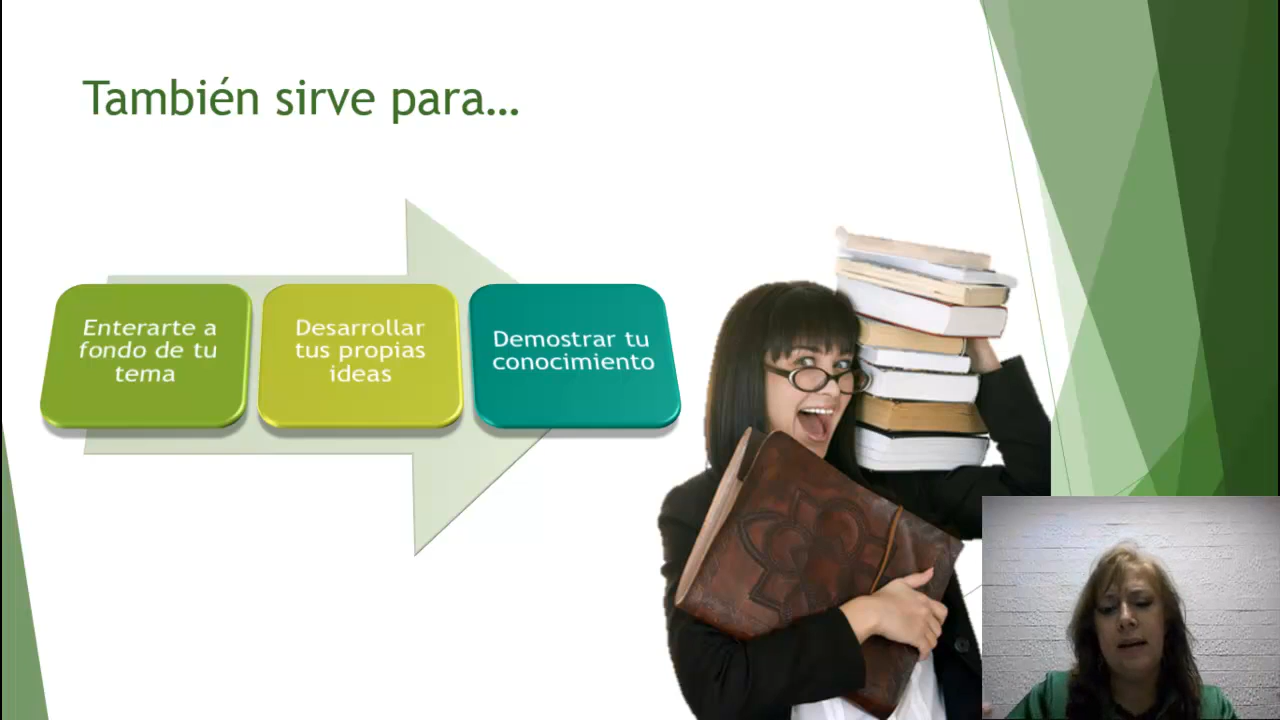 También sirve para...
Enterarte a
fondo de tu
tema
Desarrollar
tus propias
ideas
Demostrar tu
conocimiento